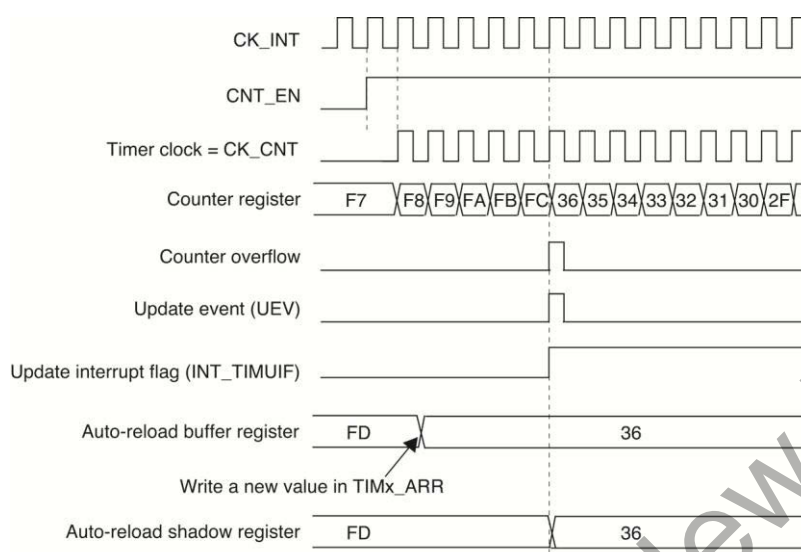 CK_INT
CNT_EN
Timer clock = CK_CNT
Counter register F7 F8 F9 FA FB FC 36 35 34 33 32 31 30 2F
Counter overflow
Update event (UEV)
Update interrupt flag (INT_TIMUIF)
Auto-reload buffer register FD 36
Write a new value in TIMx_ARR
Auto-reload shadow register FD 36